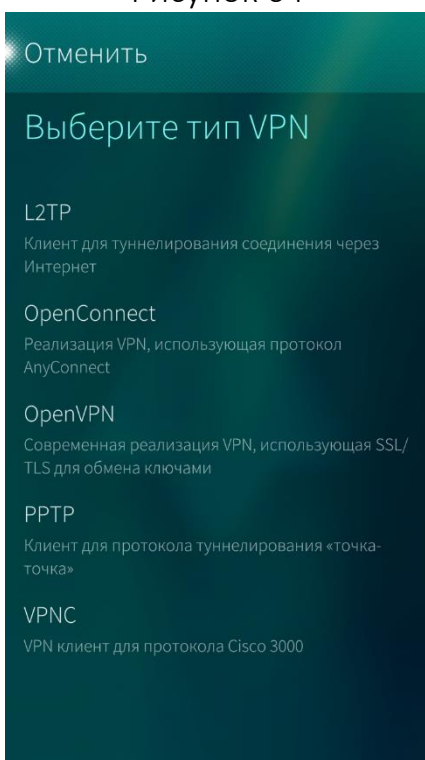 Отменить
Выберите тип VPN
L2TP
Клиент для туннелирования соединения через
Интернет
OpenConnect
Реализация VPN, использующая протокол
AnyConnect
OpenVPN
Современная реализация VPN, использующая SSL/
TLS для обмена ключами
PPTP
Клиент для протокола туннелирования «точка-
точка»
VPNC
VPN клиент для протокола Cisco 3000